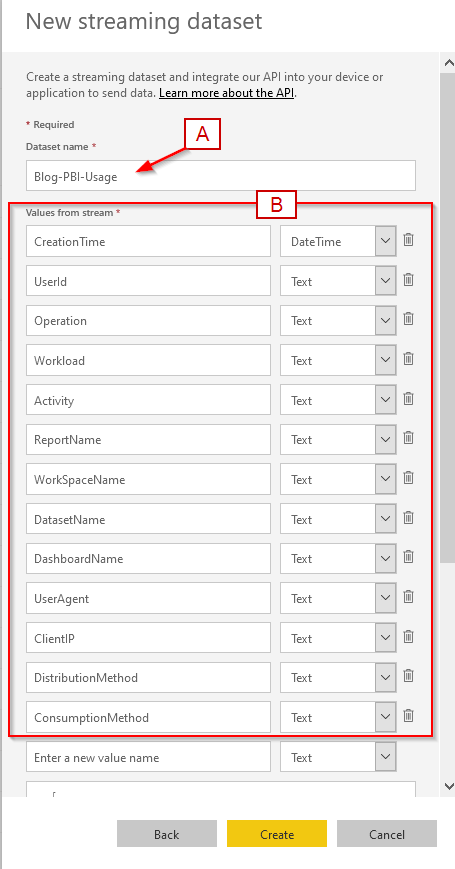 New streaming dataset
Create a streaming dataset and integrate our API into your device or
application to send data. Learn more about the API.
* Required
A
Dataset name *
Blog-PBI-Usage
B
Values from stream *
CreationTime DateTime
UserId Text
Operation Text
Workload Text
Activity Text
ReportName Text
WorkSpaceName Text
DatasetName Text
DashboardName Text
UserAgent Text
ClientIP Text
DistributionMethod Text
ConsumptionMethod Text
Enter a new value name Text
Back Create Cancel